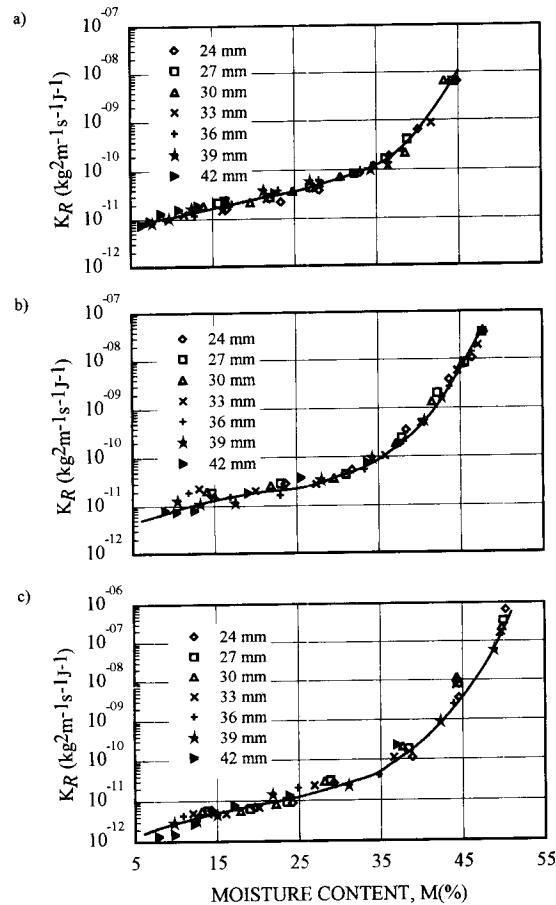 a)
10-07
10-08
10-09
10-10
10-11
10-12
KR (kg2m-1s-1J-1)
24 mm
27 mm
30 mm
33 mm
36 mm
39 mm
42 mm
b)
10-07
10-08
10-09
10-10
10-11
10-12
KR (kg2m-1s-1J-1)
24 mm
27 mm
30 mm
33 mm
36 mm
39 mm
42 mm
c)
10-06
10-07
10-08
10-09
10-10
10-11
10-12
KR (kg2m-1s-1J-1)
24 mm
27 mm
30 mm
33 mm
36 mm
39 mm
42 mm
5 15 25 35 45 55
MOISTURE CONTENT, M(%)